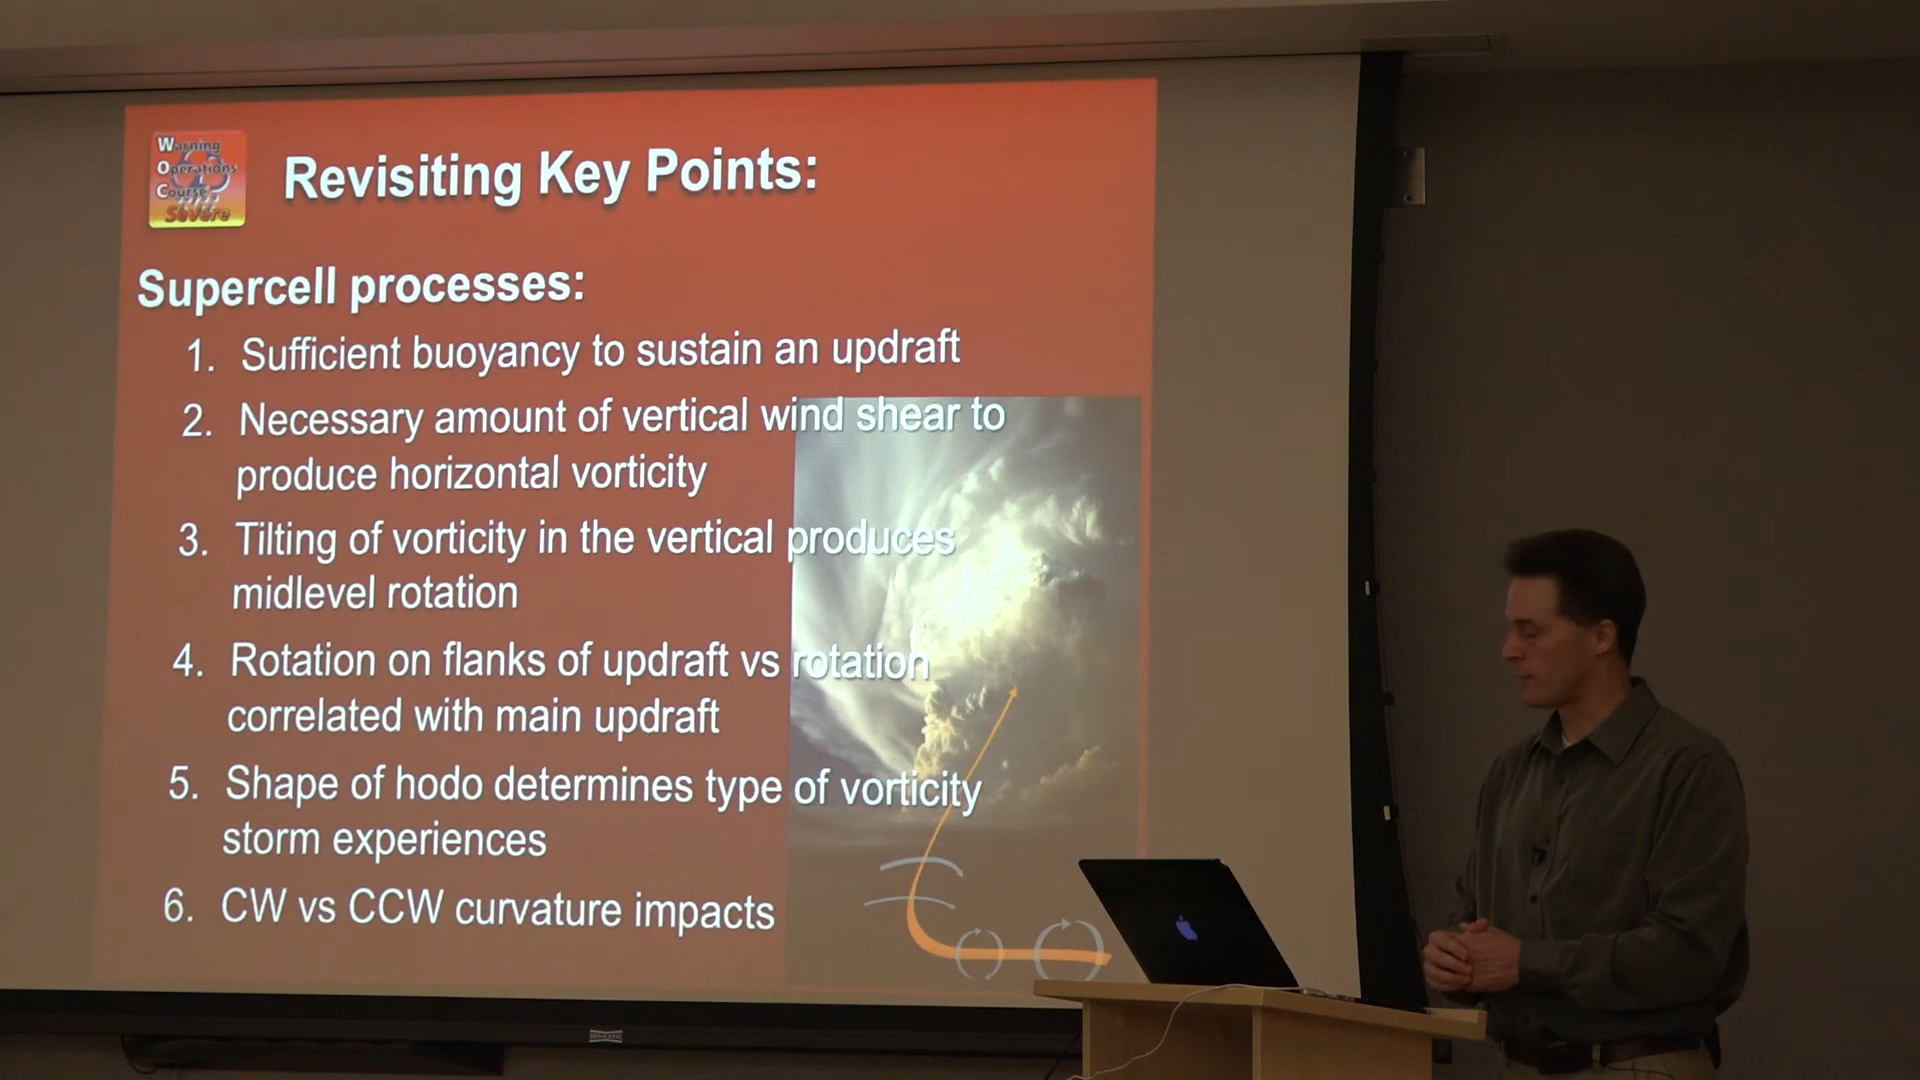 Warning
Operations
Course
Severe
Revisiting Key Points:
Supercell processes:
1. Sufficient buoyancy to sustain an updraft
2. Necessary amount of vertical wind shear to
produce horizontal vorticity
3. Tilting of vorticity in the vertical produces
midlevel rotation
4. Rotation on flanks of updraft vs rotation
correlated with main updraft
5. Shape of hodo determines type of vorticity
storm experiences
6. CW vs CCW curvature impacts